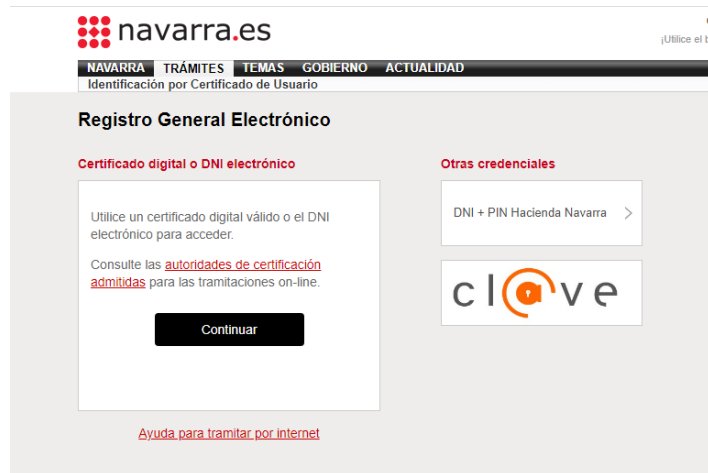 navarra.es
¡Utilice el
NAVARRA TRÁMITES TEMAS GOBIERNO ACTUALIDAD
Identificación por Certificado de Usuario
Registro General Electrónico
Certificado digital o DNI electrónico
Utilice un certificado digital válido o el DNI
electrónico para acceder.
Consulte las autoridades de certificación
admitidas para las tramitaciones on-line.
Continuar
Ayuda para tramitar por internet
Otras credenciales
DNI + PIN Hacienda Navarra
cl@ve